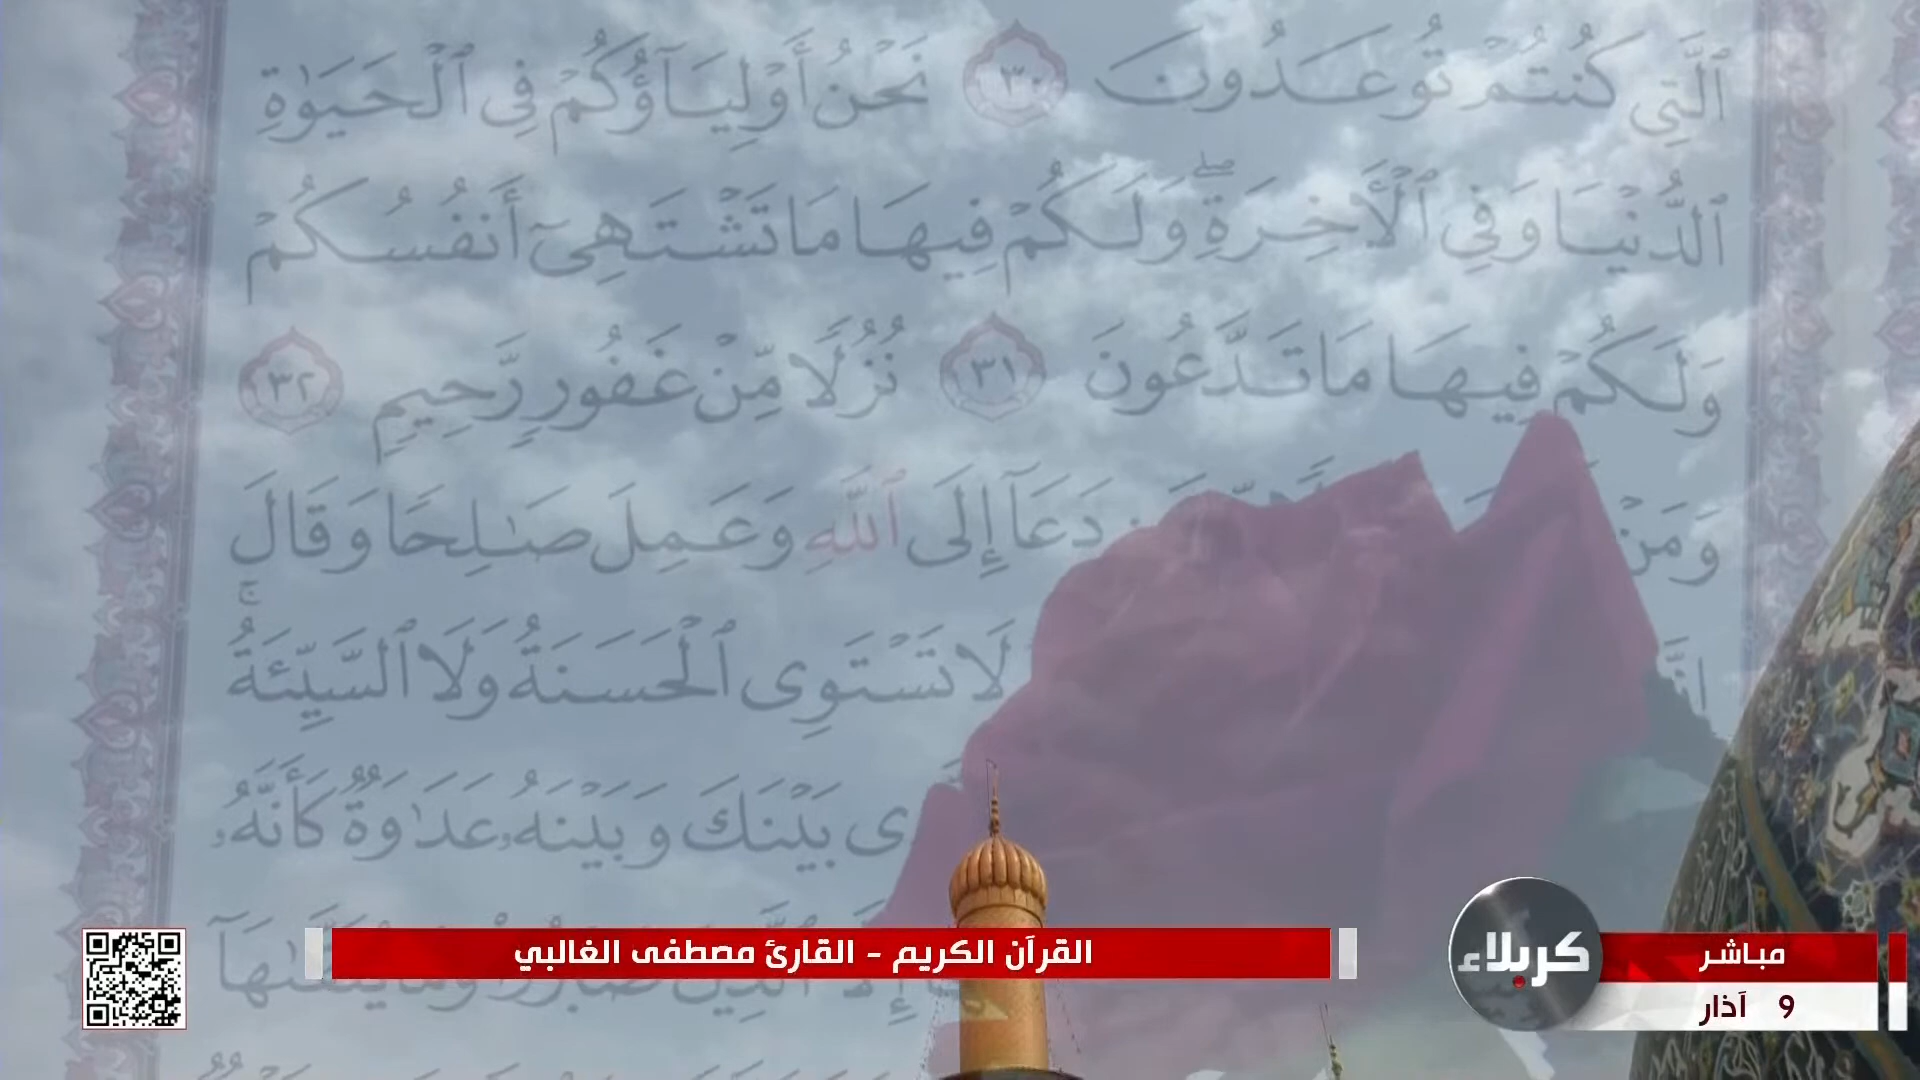 ٱلَّتِي كُنتُمْ تُوعَدُونَ ٣٠ نَحْنُ أَوْلِيَآؤُكُمْ فِي ٱلْحَيَوٰةِ
ٱلدُّنْيَا وَفِي ٱلْأَخِرَةِۖ وَلَكُمْ فِيهَا مَا تَشْتَهِىٓ أَنفُسُكُمْ
وَلَكُمْ فِيهَا مَا تَدَّعُونَ ٣١ نُزُلًا مِّنْ غَفُورٍ رَّحِيمٍ ٣٢
وَمَنْ دَعَآ إِلَى ٱللَّهِ وَعَمِلَ صَٰلِحًا وَقَالَ
لَا تَسْتَوِى ٱلْحَسَنَةُ وَلَا ٱلسَّيِّئَةُۚ
بَيْنَكَ وَبَيْنَهُۥ عَدَٰوَةٌ كَأَنَّهُۥ
القرآن الكريم - القارئ مصطفى الغالبي
كربلاء
مباشر
9 آذار